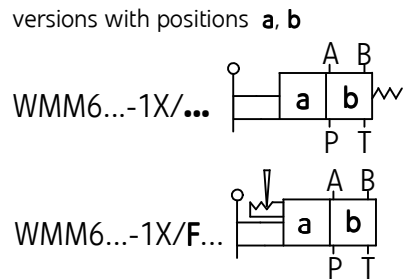 versions with positions a, b
A B
WMM6...-1X/... a b
P T
A B
WMM6...-1X/F... a b
P T